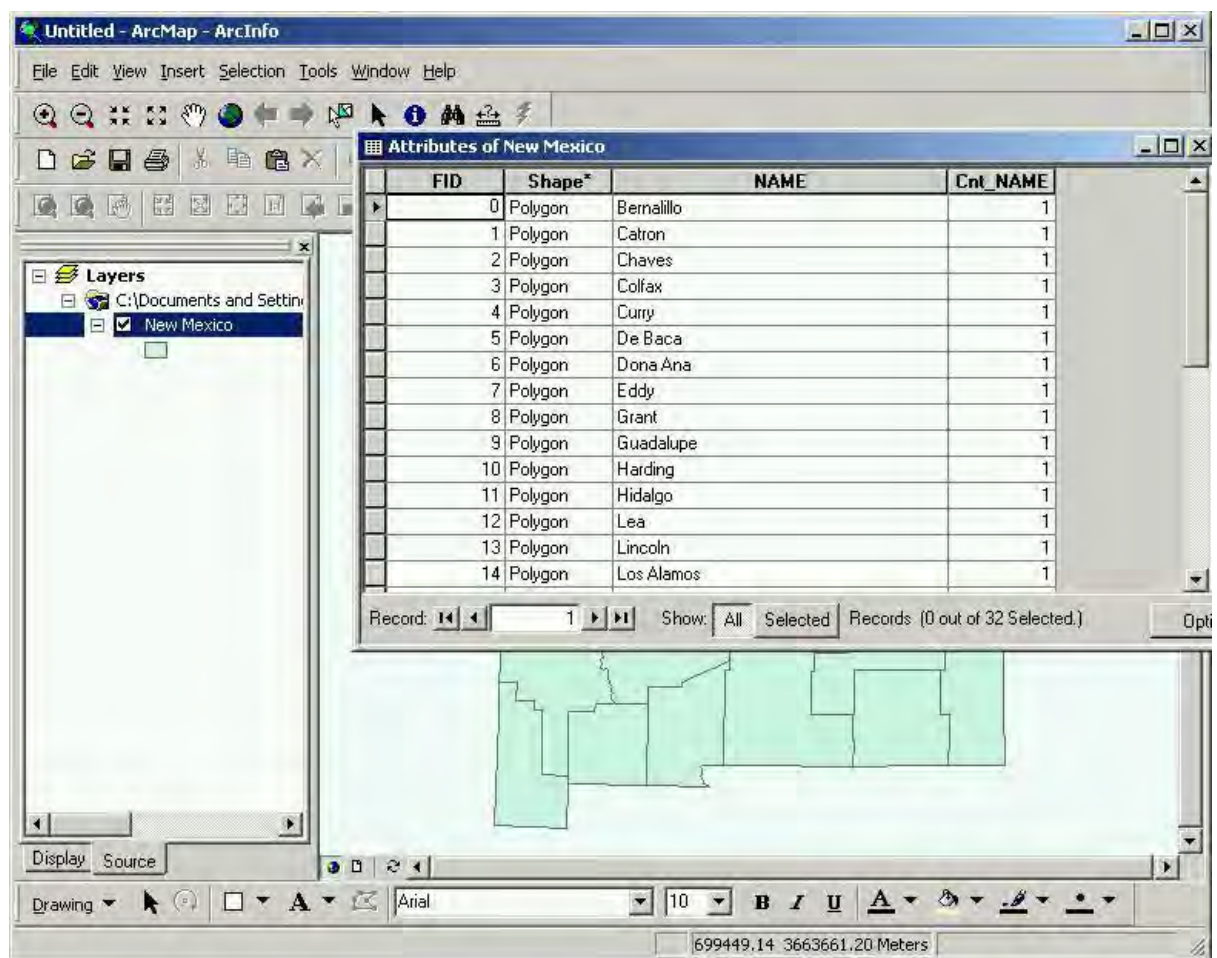 Untitled - ArcMap - ArcInfo
File Edit View Insert Selection Tools Window Help
Attributes of New Mexico
FID Shape* NAME Cnt_NAME
0 Polygon Bernalillo 1
1 Polygon Catron 1
2 Polygon Chaves 1
3 Polygon Colfax 1
4 Polygon Curry 1
5 Polygon De Baca 1
6 Polygon Dona Ana 1
7 Polygon Eddy 1
8 Polygon Grant 1
9 Polygon Guadalupe 1
10 Polygon Harding 1
11 Polygon Hidalgo 1
12 Polygon Lea 1
13 Polygon Lincoln 1
14 Polygon Los Alamos 1
Record: 1 Show: All Selected Records (0 out of 32 Selected.) Opti
Layers
C:\Documents and Settin
New Mexico
Display Source
Drawing A Arial 10 B I U A
699449.14 3663661.20 Meters